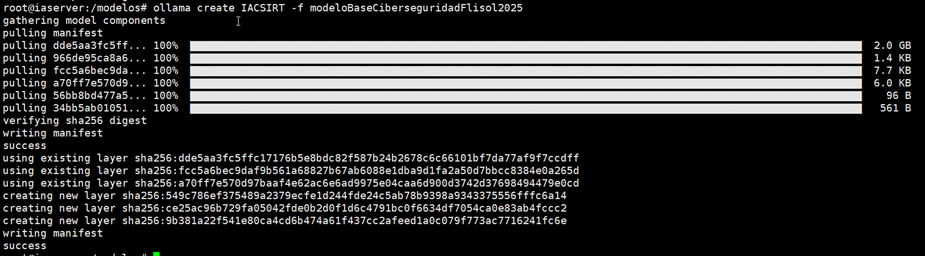 root@iaserver:/modelos# ollama create IACSIRT -f modeloBaseCiberseguridadFlisol2025
gathering model components
pulling manifest
pulling dde5aa3fc5ff... 100% 2.0 GB
pulling 966de95ca8a6... 100% 1.4 KB
pulling fcc5a6bec9da... 100% 7.7 KB
pulling a70ff7e570d9... 100% 6.0 KB
pulling 56bb8bd477a5... 100% 96 B
pulling 34bb5ab01051... 100% 561 B
verifying sha256 digest
writing manifest
success
using existing layer sha256:dde5aa3fc5ffc17176b5e8bdc82f587b24b2678c6c66101bf7da77af9f7ccdff
using existing layer sha256:fcc5a6bec9daf9b561a68827b67ab6088e1dba9d1fa2a50d7bbcc8384e0a265d
using existing layer sha256:a70ff7e570d97baaf4e62ac6e6ad9975e04caa6d900d3742d37698494479e0cd
creating new layer sha256:549c786ef375489a2379ecfe1d244fde24c5ab78b9398a9343375556fffc6a14
creating new layer sha256:ce25ac96b729fa05042fde0b2d0f1d6c4791bc0f6634df7054ca0e83ab4fccc2
creating new layer sha256:9b381a22f541e80ca4cd6b474a61f437cc2afeed1a0c079f773ac7716241fc6e
writing manifest
success
root@iaserver:/modelos#